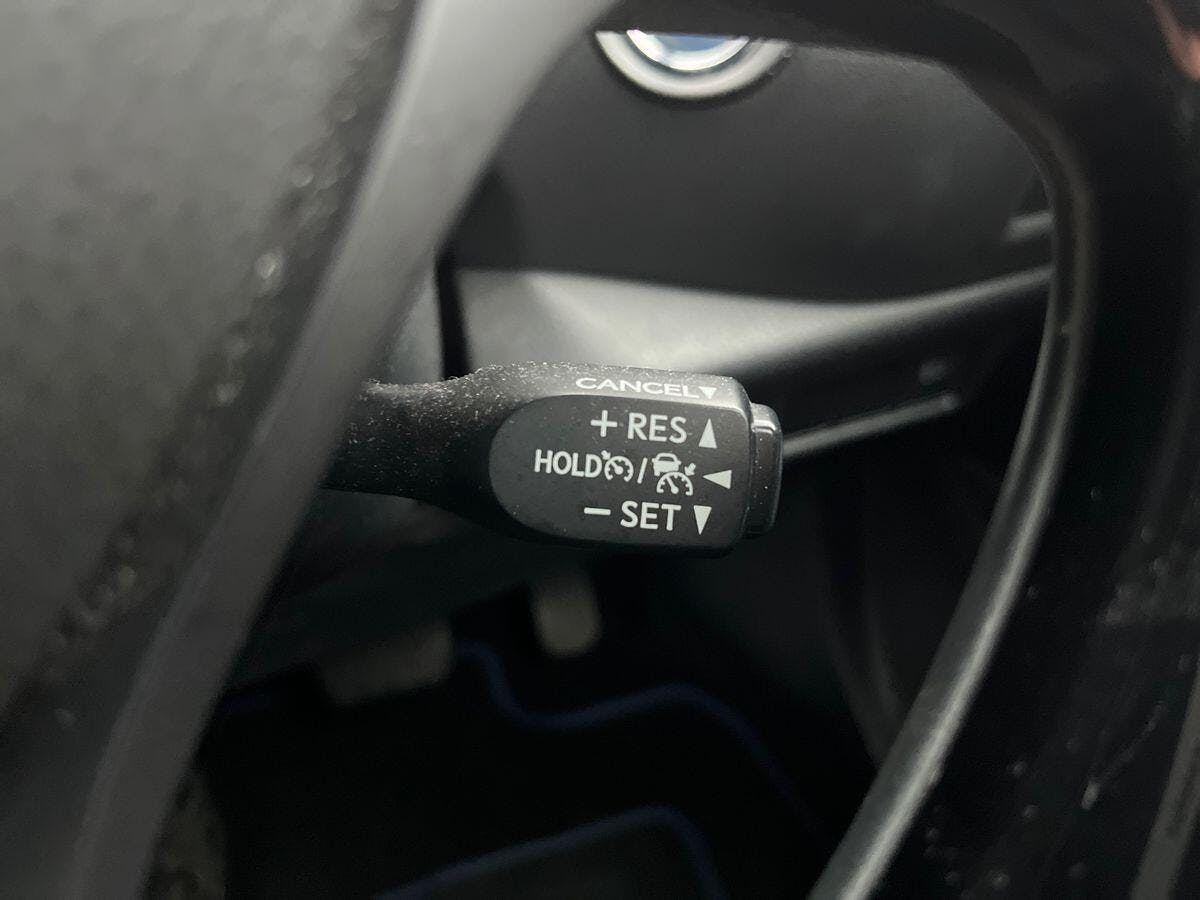 CANCEL▼
+ RES ▲
HOLD / ◀
− SET ▼